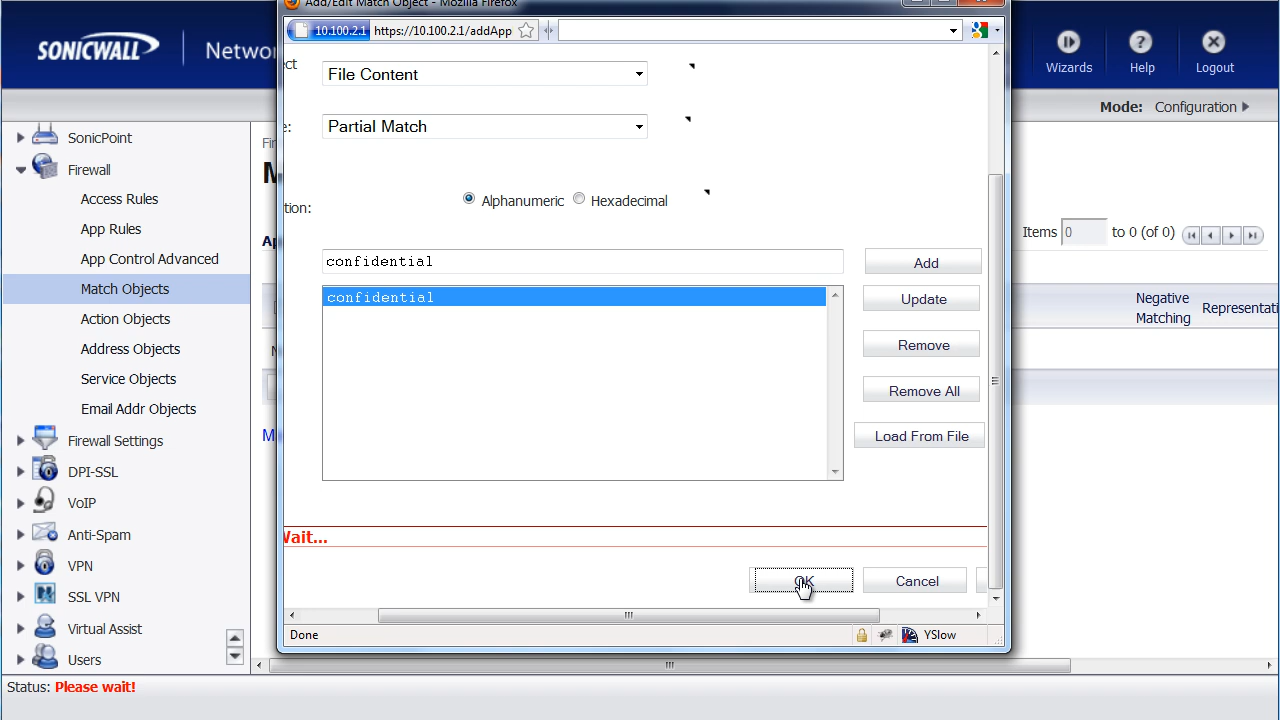 Add/Edit Match Object - Mozilla Firefox
10.100.2.1 https://10.100.2.1/addApp
SONICWALL Netwo
Wizards Help Logout
Mode: Configuration
SonicPoint
Firewall
Access Rules
App Rules
App Control Advanced
Match Objects
Action Objects
Address Objects
Service Objects
Email Addr Objects
Firewall Settings
DPI-SSL
VoIP
Anti-Spam
VPN
SSL VPN
Virtual Assist
Users
Fir
M
Ap
N
M
ect
File Content
e:
Partial Match
tion:
Alphanumeric Hexadecimal
confidential
Add
confidential
Update
Remove
Remove All
Load From File
Wait...
OK Cancel
Done
YSlow
Items 0 to 0 (of 0)
Negative
Matching
Representati
Status: Please wait!